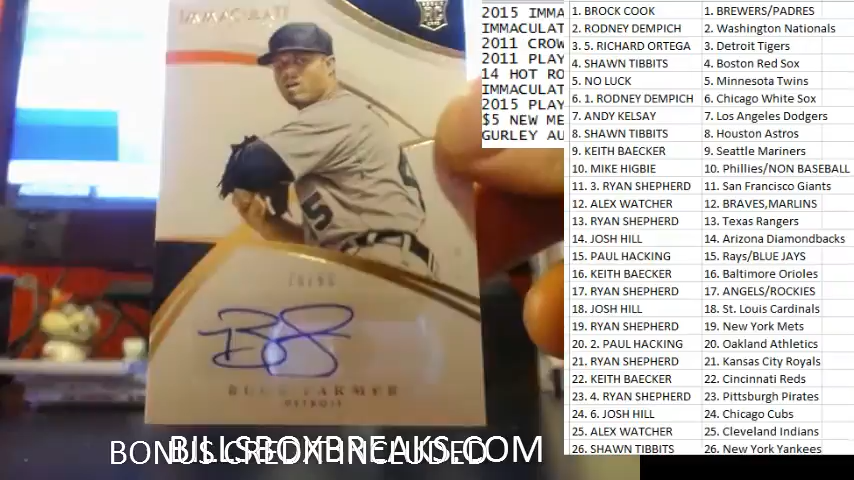 IMMACULATE
5
BUCK FARMER
DETROIT
BILLSBOXBREAKS.COM
BONUS CREDIT INCLUDED
2015 IMMA
IMMACULAT
2011 CROW
2011 PLAY
14 HOT RO
IMMACULAT
2015 PLAY
$5 NEW ME
GURLEY AU
1. BROCK COOK 1. BREWERS/PADRES
2. RODNEY DEMPICH 2. Washington Nationals
3. 5. RICHARD ORTEGA 3. Detroit Tigers
4. SHAWN TIBBITS 4. Boston Red Sox
5. NO LUCK 5. Minnesota Twins
6. 1. RODNEY DEMPICH 6. Chicago White Sox
7. ANDY KELSAY 7. Los Angeles Dodgers
8. SHAWN TIBBITS 8. Houston Astros
9. KEITH BAECKER 9. Seattle Mariners
10. MIKE HIGBIE 10. Phillies/NON BASEBALL
11. 3. RYAN SHEPHERD 11. San Francisco Giants
12. ALEX WATCHER 12. BRAVES,MARLINS
13. RYAN SHEPHERD 13. Texas Rangers
14. JOSH HILL 14. Arizona Diamondbacks
15. PAUL HACKING 15. Rays/BLUE JAYS
16. KEITH BAECKER 16. Baltimore Orioles
17. RYAN SHEPHERD 17. ANGELS/ROCKIES
18. JOSH HILL 18. St. Louis Cardinals
19. RYAN SHEPHERD 19. New York Mets
20. 2. PAUL HACKING 20. Oakland Athletics
21. RYAN SHEPHERD 21. Kansas City Royals
22. KEITH BAECKER 22. Cincinnati Reds
23. 4. RYAN SHEPHERD 23. Pittsburgh Pirates
24. 6. JOSH HILL 24. Chicago Cubs
25. ALEX WATCHER 25. Cleveland Indians
26. SHAWN TIBBITS 26. New York Yankees